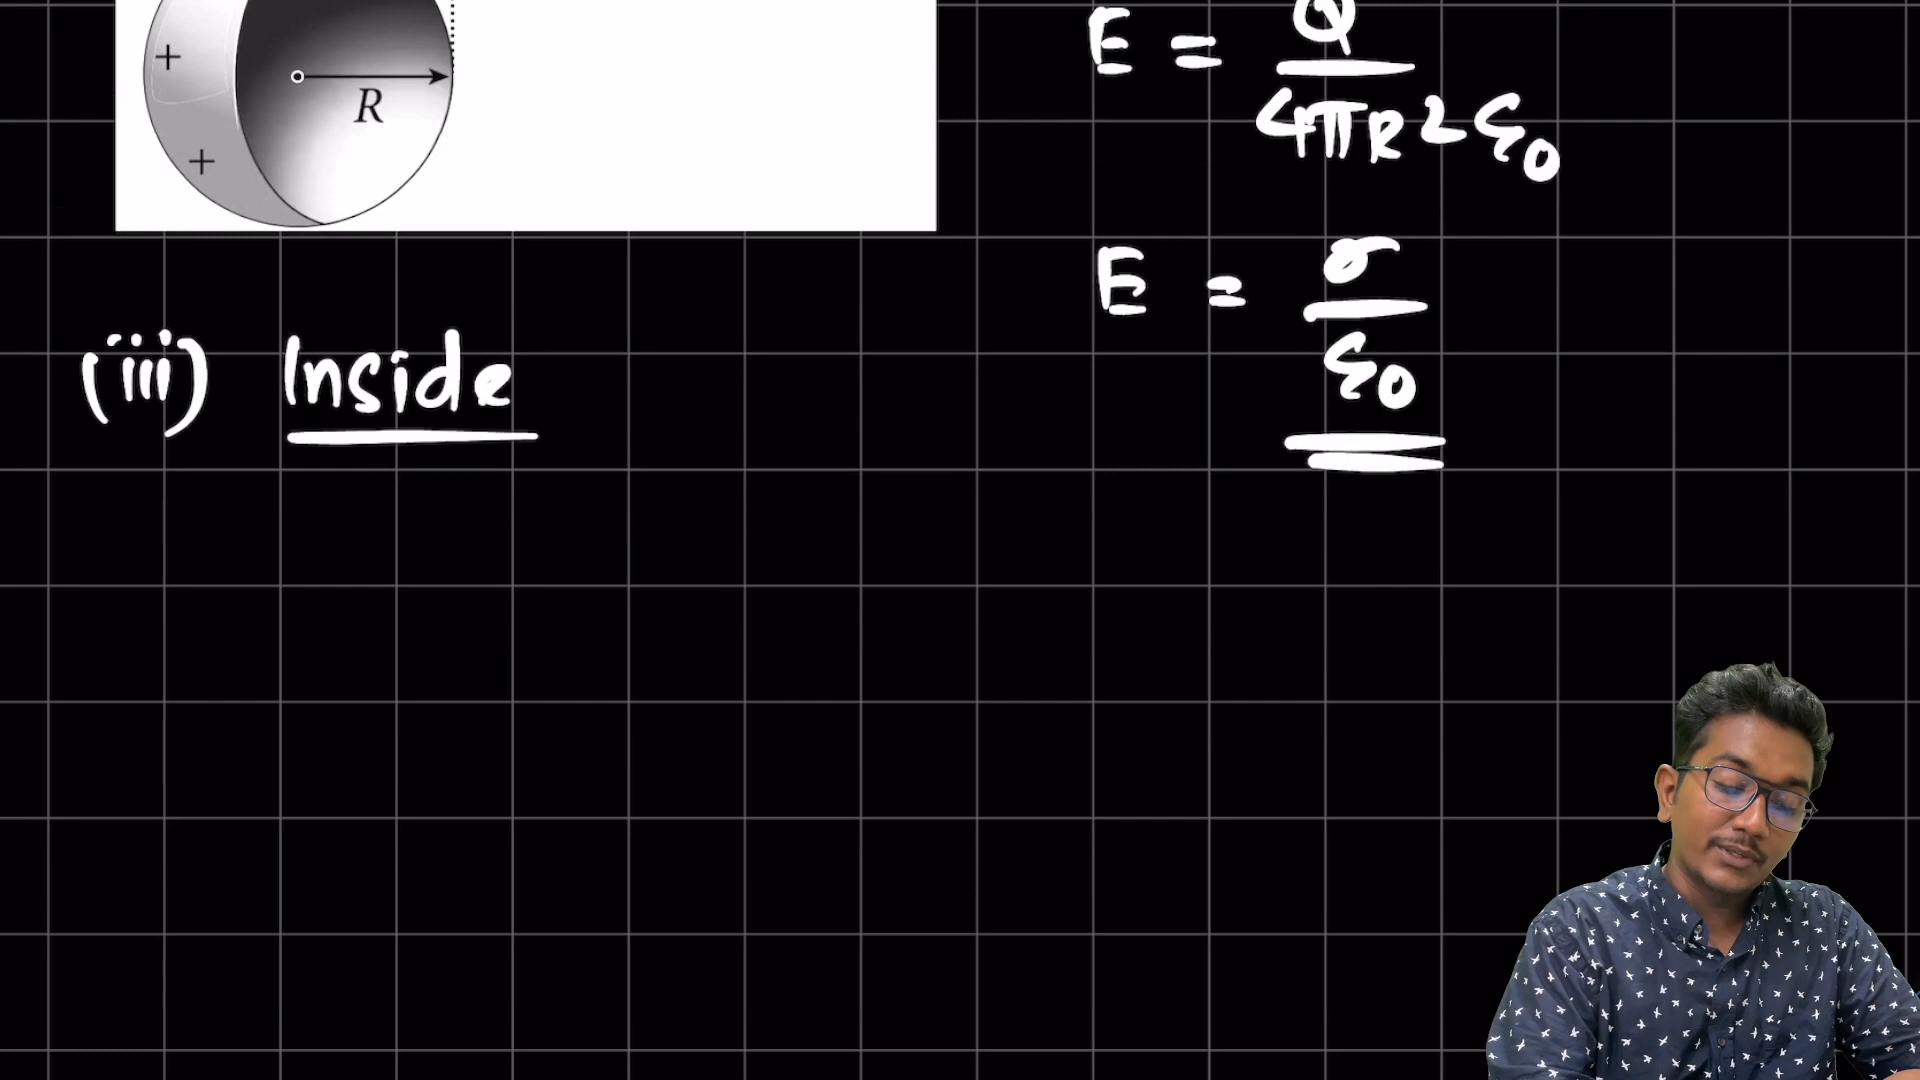 +
R
+
E = Q / 4πR2ε0
E = σ / ε0
(iii) Inside